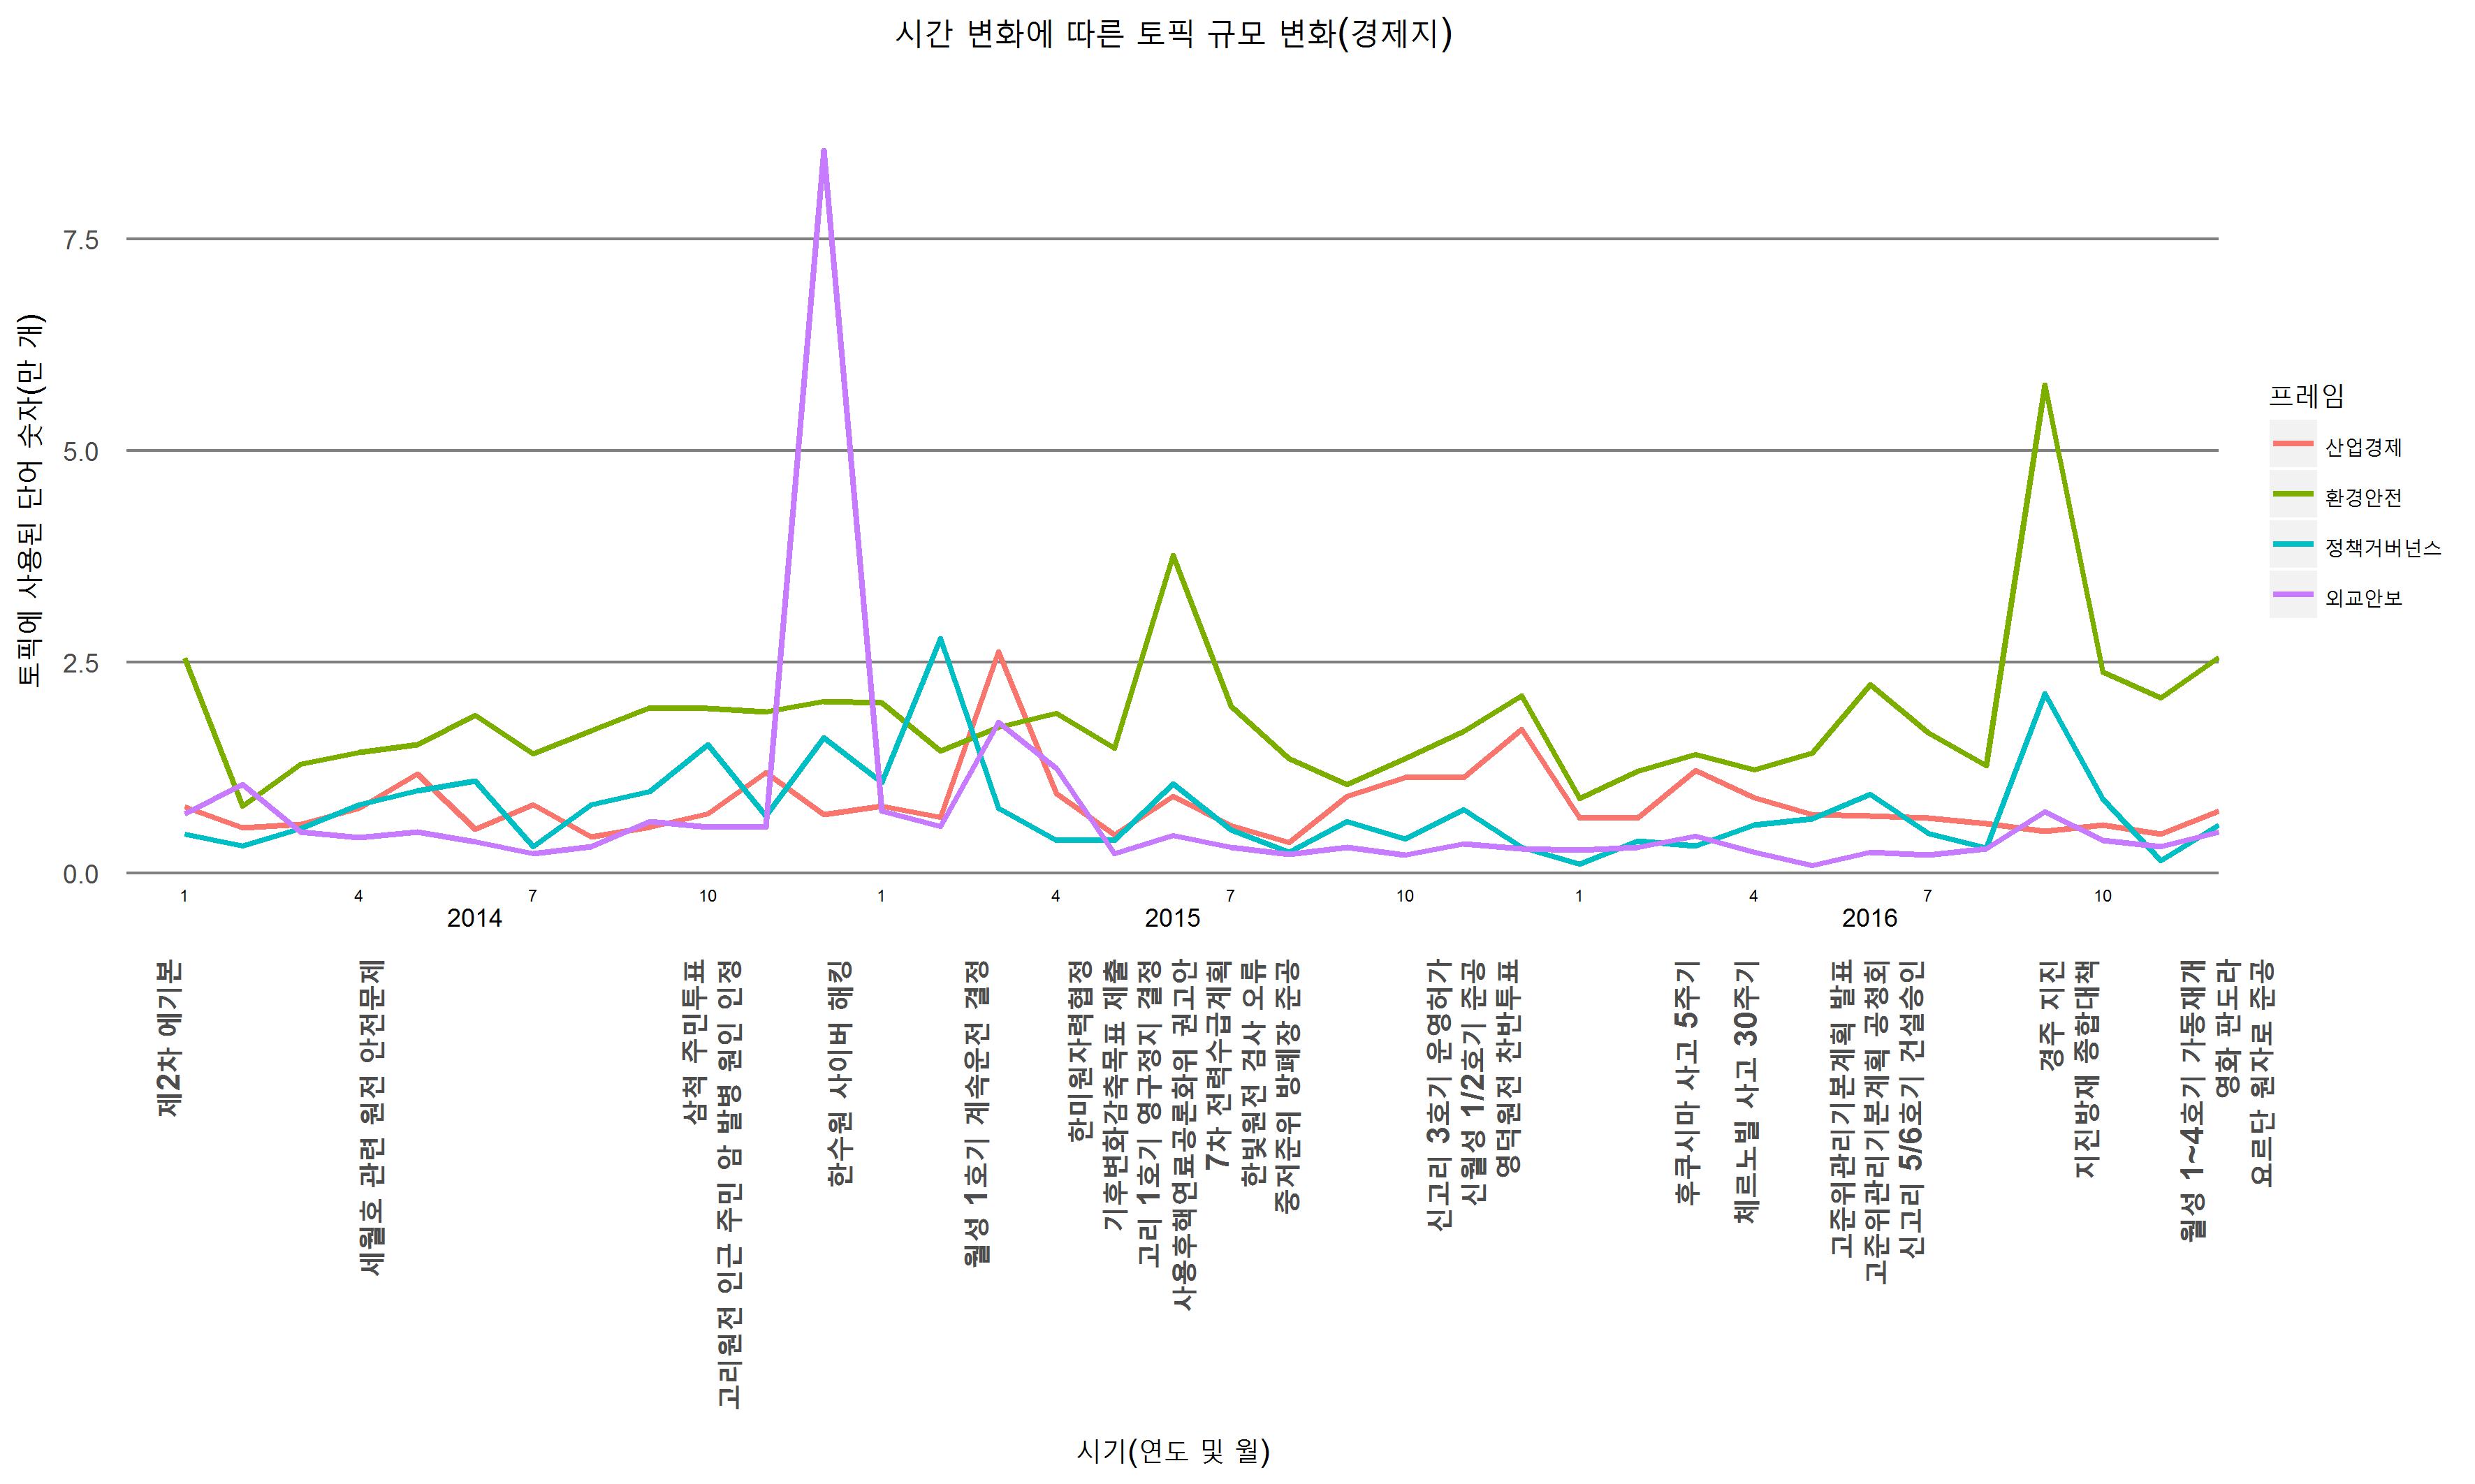 시간 변화에 따른 토픽 규모 변화(경제지)
토픽에 사용된 단어 숫자(만 개)
7.5
5.0
2.5
0.0
1
4
7
10
1
4
7
10
1
4
7
10
2014
2015
2016
제2차 에기본
세월호 관련 원전 안전문제
삼척 주민투표
고리원전 인근 주민 암 발병 원인 인정
한수원 사이버 해킹
월성 1호기 계속운전 결정
한미원자력협정
기후변화감축목표 제출
고리 1호기 영구정지 결정
사용후핵연료공론화위 권고안
7차 전력수급계획
한빛원전 검사 오류
중저준위 방폐장 준공
신고리 3호기 운영허가
신월성 1/2호기 준공
영덕원전 찬반투표
후쿠시마 사고 5주기
체르노빌 사고 30주기
고준위관리기본계획 발표
고준위관리기본계획 공청회
신고리 5/6호기 건설승인
경주 지진
지진방재 종합대책
월성 1~4호기 가동재개
영화 판도라
요르단 원자로 준공
시기(연도 및 월)
프레임
산업경제
환경안전
정책거버넌스
외교안보